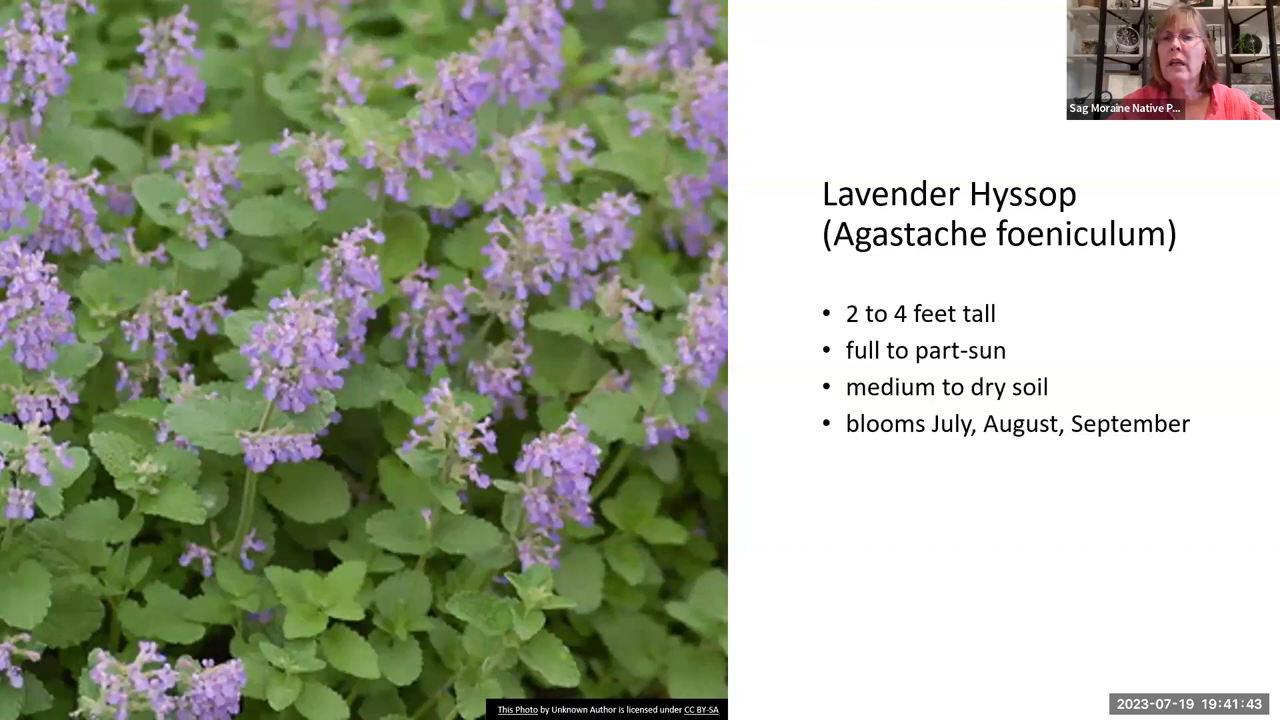 Sag Moraine Native P...
Lavender Hyssop
(Agastache foeniculum)
• 2 to 4 feet tall
• full to part-sun
• medium to dry soil
• blooms July, August, September
This Photo by Unknown Author is licensed under CC BY-SA
2023-07-19 19:41:43